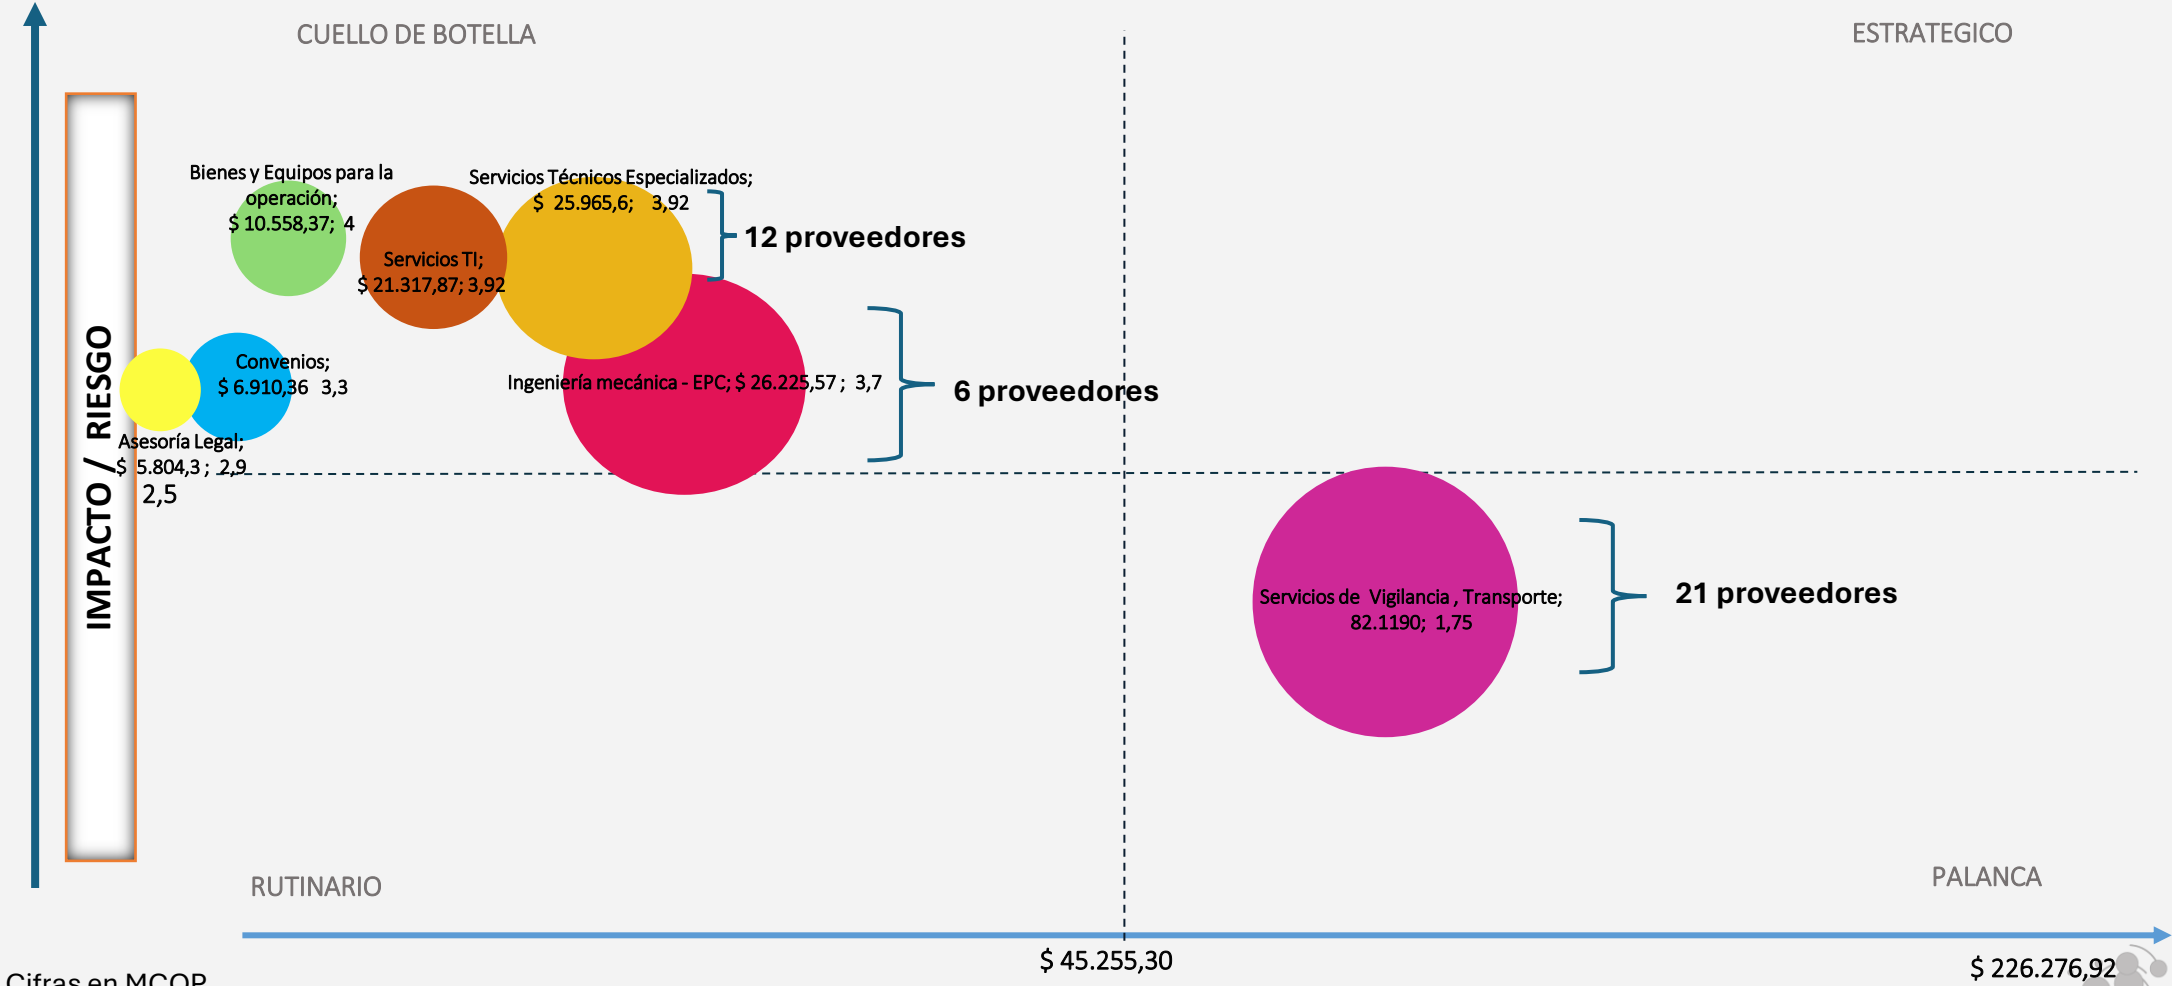 CUELLO DE BOTELLA
ESTRATEGICO
IMPACTO / RIESGO
Bienes y Equipos para la
operación;
$ 10.558,37; 4
Servicios TI;
$ 21.317,87; 3,92
Servicios Técnicos Especializados;
$ 25.965,6; 3,92
12 proveedores
Convenios;
$ 6.910,36 3,3
Ingeniería mecánica - EPC; $ 26.225,57 ; 3,7
6 proveedores
Asesoría Legal;
$ 5.804,3 ; 2,9
2,5
Servicios de Vigilancia , Transporte;
82.1190; 1,75
21 proveedores
RUTINARIO
PALANCA
$ 45.255,30
$ 226.276,92
Cifras en MCOP